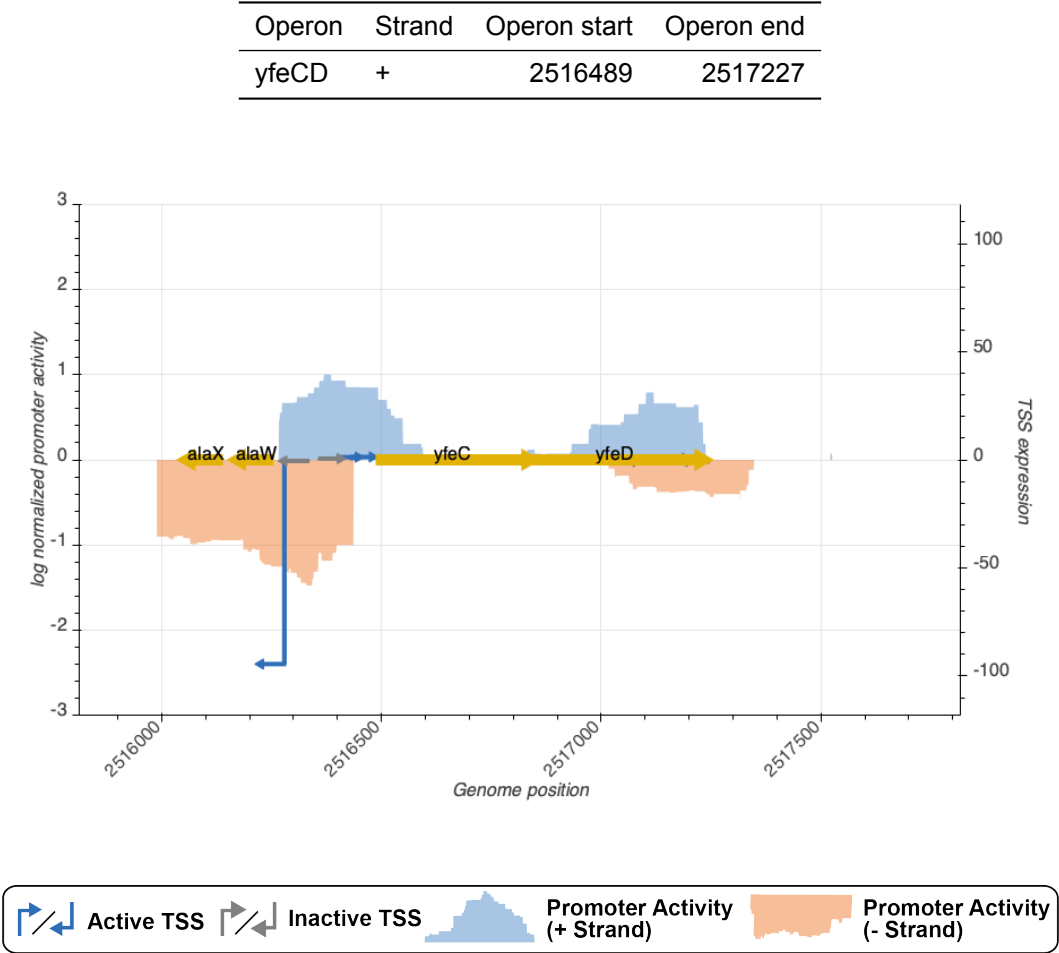 Operon Strand Operon start Operon end
yfeCD + 2516489 2517227
3
2
1
0
-1
-2
-3
log normalized promoter activity
100
50
0
-50
-100
TSS expression
alaX alaW yfeC yfeD
2516000 2516500 2517000 2517500
Genome position
Active TSS Inactive TSS Promoter Activity (+ Strand) Promoter Activity (- Strand)